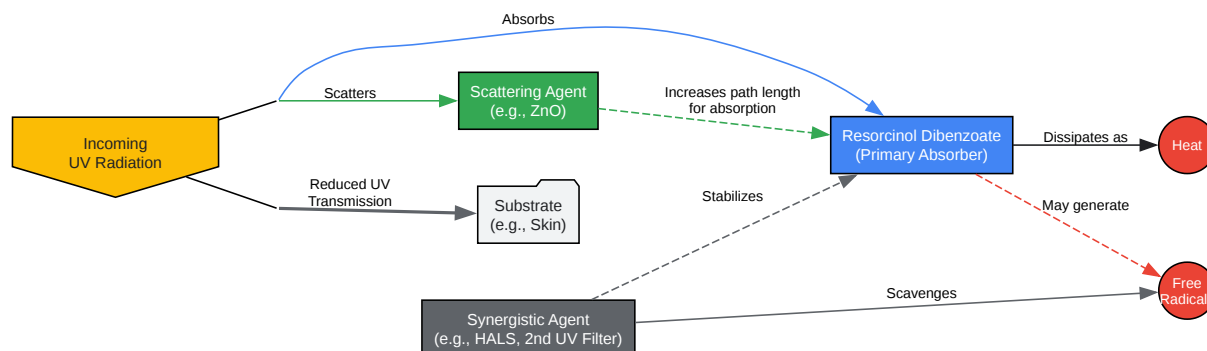 Absorbs
Scattering Agent
(e.g., ZnO)
Scatters
Increases path length
for absorption
Incoming
UV Radiation
Resorcinol Dibenzoate
(Primary Absorber)
Dissipates as
Heat
Reduced UV
Transmission
Substrate
(e.g., Skin)
Stabilizes
May generate
Synergistic Agent
(e.g., HALS, 2nd UV Filter)
Scavenges
Free
Radical